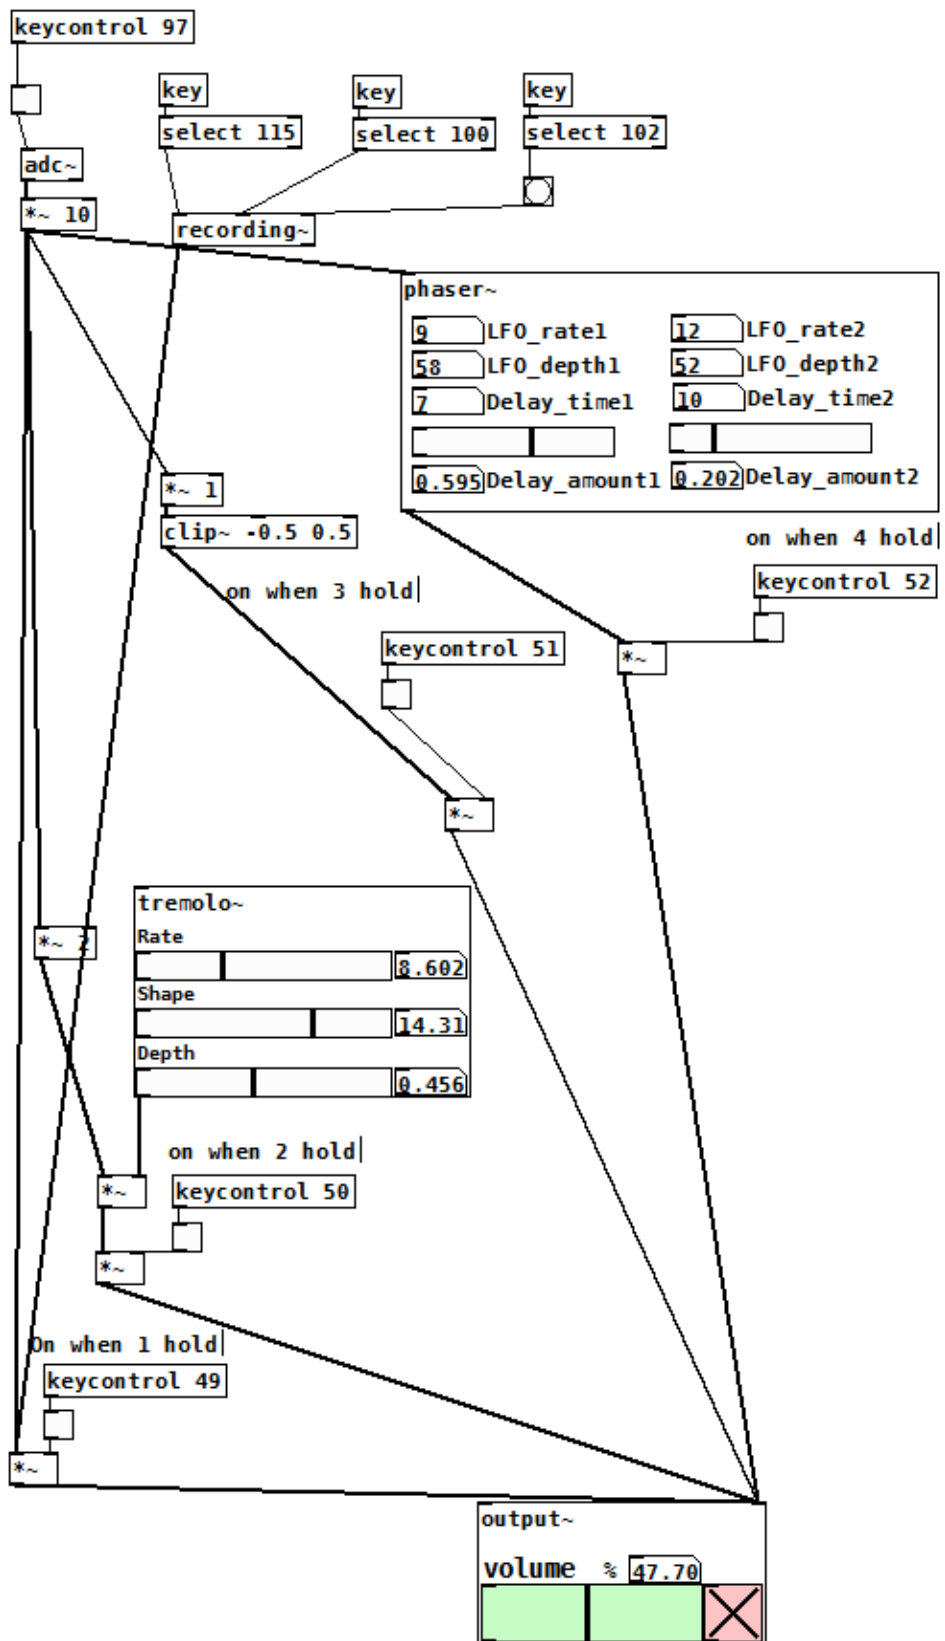 keycontrol 97
key
key
key
select 115
select 100
select 102
adc~
*~ 10
recording~
phaser~
9 LFO_rate1
12 LFO_rate2
58 LFO_depth1
52 LFO_depth2
7 Delay_time1
10 Delay_time2
0.595 Delay_amount1
0.202 Delay_amount2
*~ 1
clip~ -0.5 0.5
on when 4 hold
keycontrol 52
on when 3 hold
keycontrol 51
*~
*~
tremolo~
Rate
8.602
*~ 2
Shape
14.31
Depth
0.456
on when 2 hold
*~
keycontrol 50
*~
On when 1 hold
keycontrol 49
*~
output~
volume % 47.70